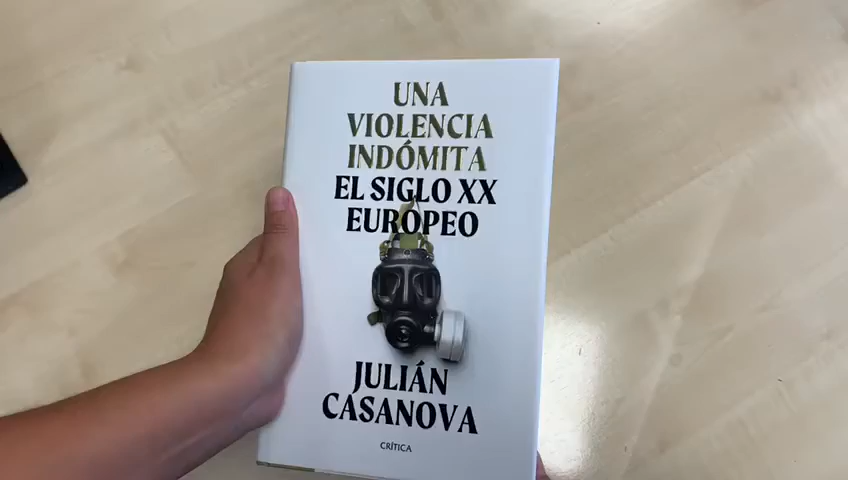 UNA
VIOLENCIA
INDÓMITA
EL SIGLO XX
EUROPEO
JULIÁN
CASANOVA
CRÍTICA